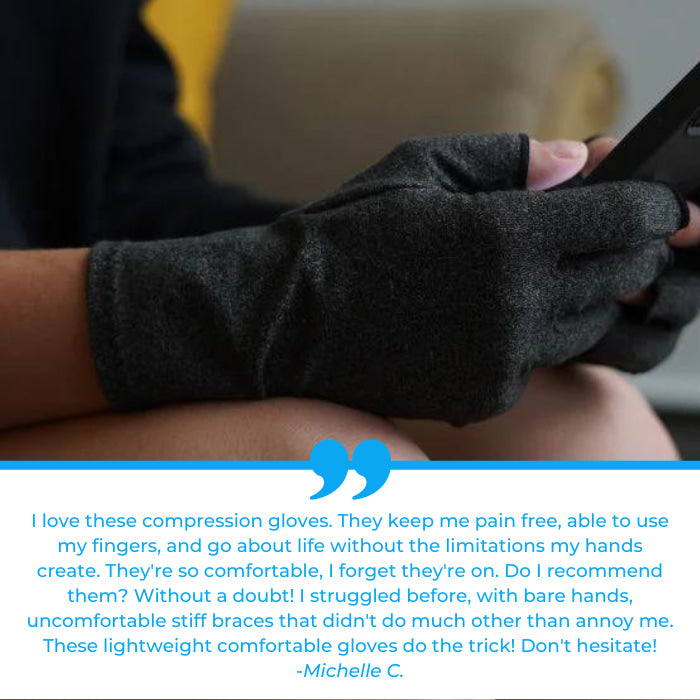 I love these compression gloves. They keep me pain free, able to use
my fingers, and go about life without the limitations my hands
create. They're so comfortable, I forget they're on. Do I recommend
them? Without a doubt! I struggled before, with bare hands,
uncomfortable stiff braces that didn't do much other than annoy me.
These lightweight comfortable gloves do the trick! Don't hesitate!
-Michelle C.